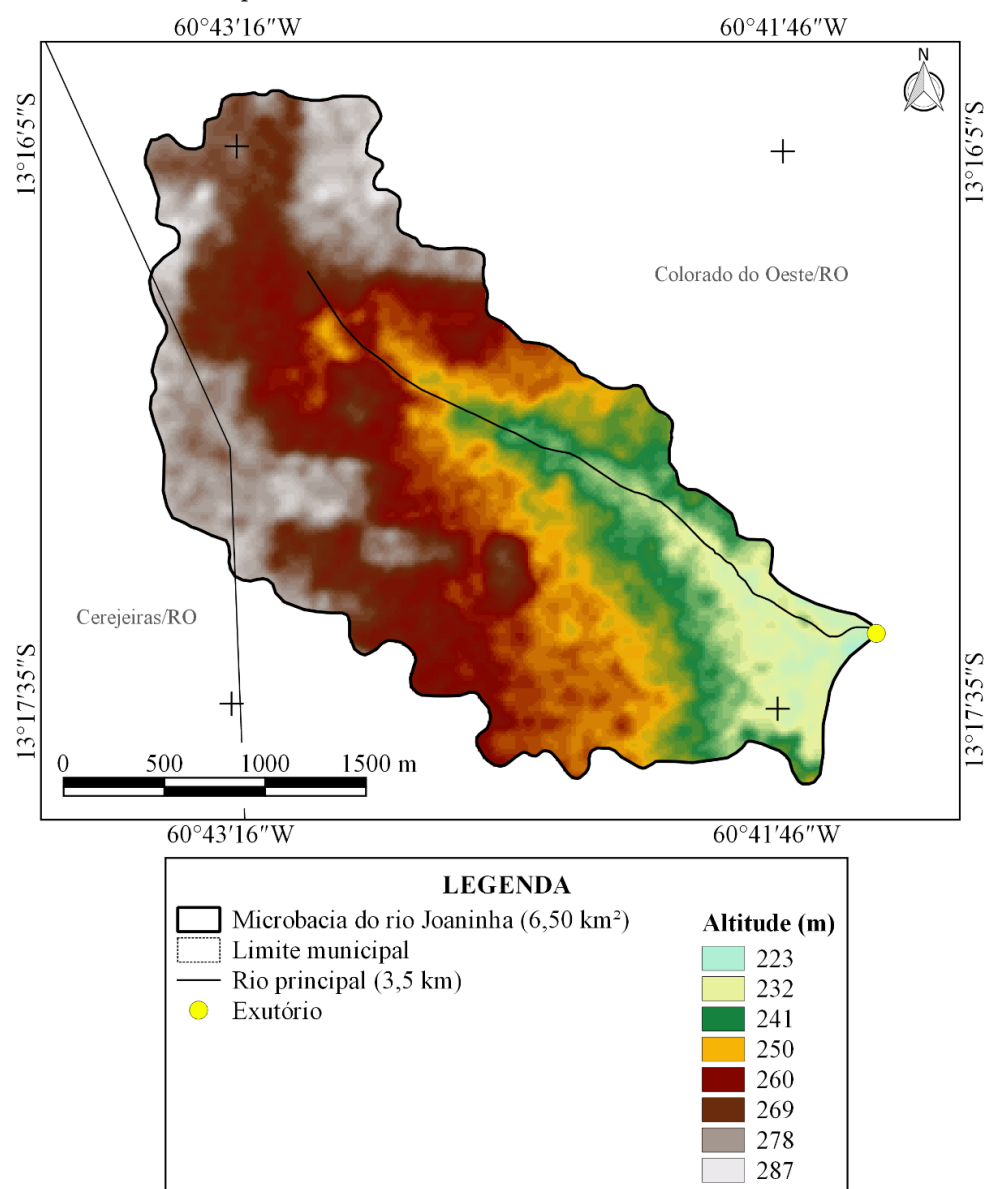 60°43'16"W 60°41'46"W
N
13°16'5"S 13°16'5"S
Colorado do Oeste/RO
Cerejeiras/RO
13°17'35"S 13°17'35"S
0 500 1000 1500 m
60°43'16"W 60°41'46"W
LEGENDA
Microbacia do rio Joaninha (6,50 km²)
Limite municipal
Rio principal (3,5 km)
Exutório
Altitude (m)
223
232
241
250
260
269
278
287